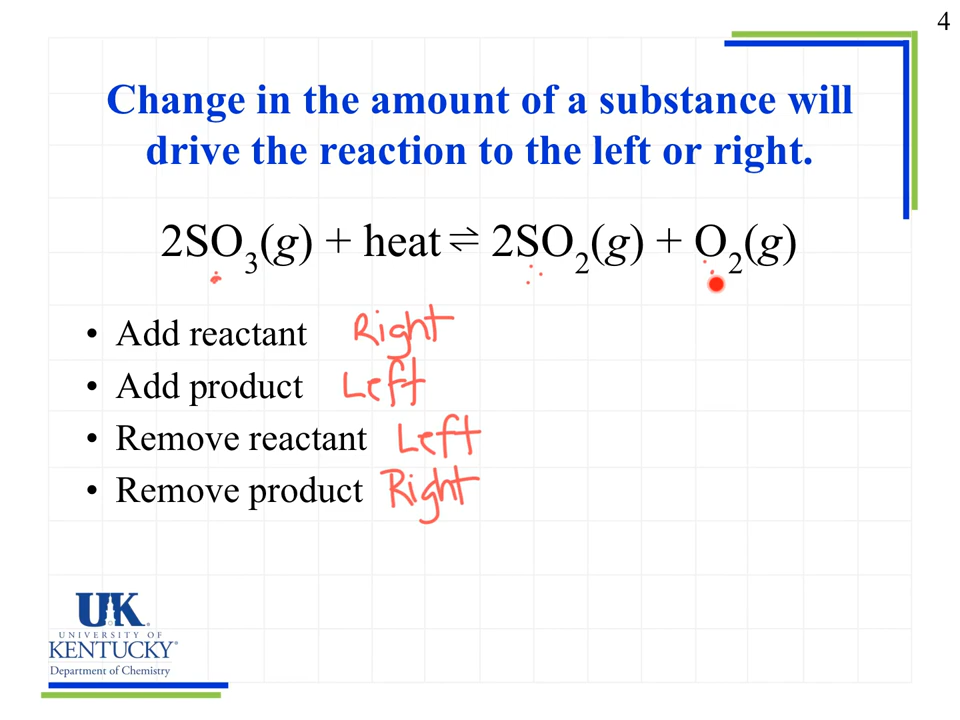 4
Change in the amount of a substance will
drive the reaction to the left or right.
2SO₃(g) + heat ⇌ 2SO₂(g) + O₂(g)
• Add reactant Right
• Add product Left
• Remove reactant Left
• Remove product Right
UK
UNIVERSITY OF
KENTUCKY®
Department of Chemistry